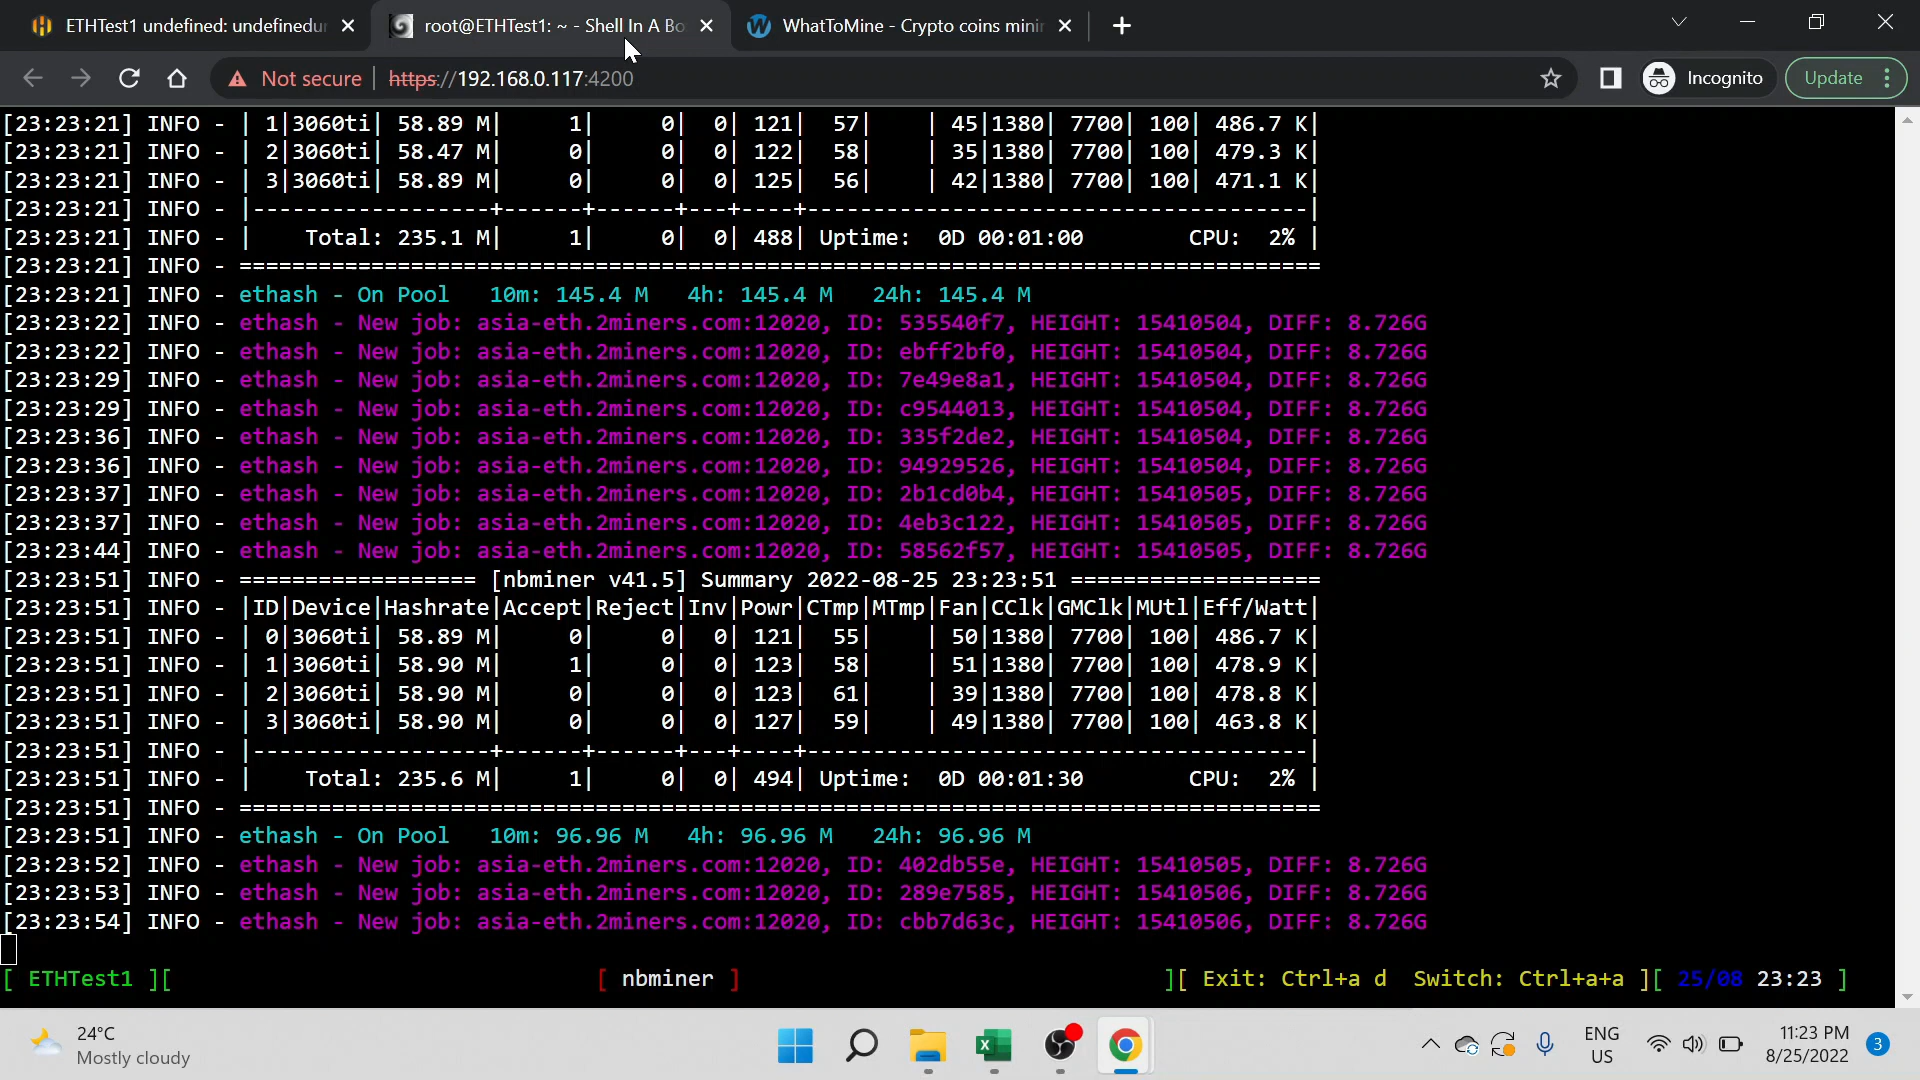 ETHTest1 undefined: undefinedur
root@ETHTest1: ~ - Shell In A Bo
WhatToMine - Crypto coins minir
Not secure | https://192.168.0.117:4200
Incognito
Update
[23:23:21] INFO - | 1|3060ti| 58.89 M| 1| 0| 0| 121| 57| | 45|1380| 7700| 100| 486.7 K|
[23:23:21] INFO - | 2|3060ti| 58.47 M| 0| 0| 0| 122| 58| | 35|1380| 7700| 100| 479.3 K|
[23:23:21] INFO - | 3|3060ti| 58.89 M| 0| 0| 0| 125| 56| | 42|1380| 7700| 100| 471.1 K|
[23:23:21] INFO - |------------------+------+------+---+----+--------------------------------------|
[23:23:21] INFO - | Total: 235.1 M| 1| 0| 0| 488| Uptime: 0D 00:01:00 CPU: 2% |
[23:23:21] INFO - ==================================================================================
[23:23:21] INFO - ethash - On Pool 10m: 145.4 M 4h: 145.4 M 24h: 145.4 M
[23:23:22] INFO - ethash - New job: asia-eth.2miners.com:12020, ID: 535540f7, HEIGHT: 15410504, DIFF: 8.726G
[23:23:22] INFO - ethash - New job: asia-eth.2miners.com:12020, ID: ebff2bf0, HEIGHT: 15410504, DIFF: 8.726G
[23:23:29] INFO - ethash - New job: asia-eth.2miners.com:12020, ID: 7e49e8a1, HEIGHT: 15410504, DIFF: 8.726G
[23:23:29] INFO - ethash - New job: asia-eth.2miners.com:12020, ID: c9544013, HEIGHT: 15410504, DIFF: 8.726G
[23:23:36] INFO - ethash - New job: asia-eth.2miners.com:12020, ID: 335f2de2, HEIGHT: 15410504, DIFF: 8.726G
[23:23:36] INFO - ethash - New job: asia-eth.2miners.com:12020, ID: 94929526, HEIGHT: 15410504, DIFF: 8.726G
[23:23:37] INFO - ethash - New job: asia-eth.2miners.com:12020, ID: 2b1cd0b4, HEIGHT: 15410505, DIFF: 8.726G
[23:23:37] INFO - ethash - New job: asia-eth.2miners.com:12020, ID: 4eb3c122, HEIGHT: 15410505, DIFF: 8.726G
[23:23:44] INFO - ethash - New job: asia-eth.2miners.com:12020, ID: 58562f57, HEIGHT: 15410505, DIFF: 8.726G
[23:23:51] INFO - ================== [nbminer v41.5] Summary 2022-08-25 23:23:51 ===================
[23:23:51] INFO - |ID|Device|Hashrate|Accept|Reject|Inv|Powr|CTmp|MTmp|Fan|CClk|GMClk|MUtl|Eff/Watt|
[23:23:51] INFO - | 0|3060ti| 58.89 M| 0| 0| 0| 121| 55| | 50|1380| 7700| 100| 486.7 K|
[23:23:51] INFO - | 1|3060ti| 58.90 M| 1| 0| 0| 123| 58| | 51|1380| 7700| 100| 478.9 K|
[23:23:51] INFO - | 2|3060ti| 58.90 M| 0| 0| 0| 123| 61| | 39|1380| 7700| 100| 478.8 K|
[23:23:51] INFO - | 3|3060ti| 58.90 M| 0| 0| 0| 127| 59| | 49|1380| 7700| 100| 463.8 K|
[23:23:51] INFO - |------------------+------+------+---+----+--------------------------------------|
[23:23:51] INFO - | Total: 235.6 M| 1| 0| 0| 494| Uptime: 0D 00:01:30 CPU: 2% |
[23:23:51] INFO - ==================================================================================
[23:23:51] INFO - ethash - On Pool 10m: 96.96 M 4h: 96.96 M 24h: 96.96 M
[23:23:52] INFO - ethash - New job: asia-eth.2miners.com:12020, ID: 402db55e, HEIGHT: 15410505, DIFF: 8.726G
[23:23:53] INFO - ethash - New job: asia-eth.2miners.com:12020, ID: 289e7585, HEIGHT: 15410506, DIFF: 8.726G
[23:23:54] INFO - ethash - New job: asia-eth.2miners.com:12020, ID: cbb7d63c, HEIGHT: 15410506, DIFF: 8.726G
[ ETHTest1 ][ [ nbminer ] ][ Exit: Ctrl+a d Switch: Ctrl+a+a ][ 25/08 23:23 ]
24°C
Mostly cloudy
ENG
US
11:23 PM
8/25/2022
3